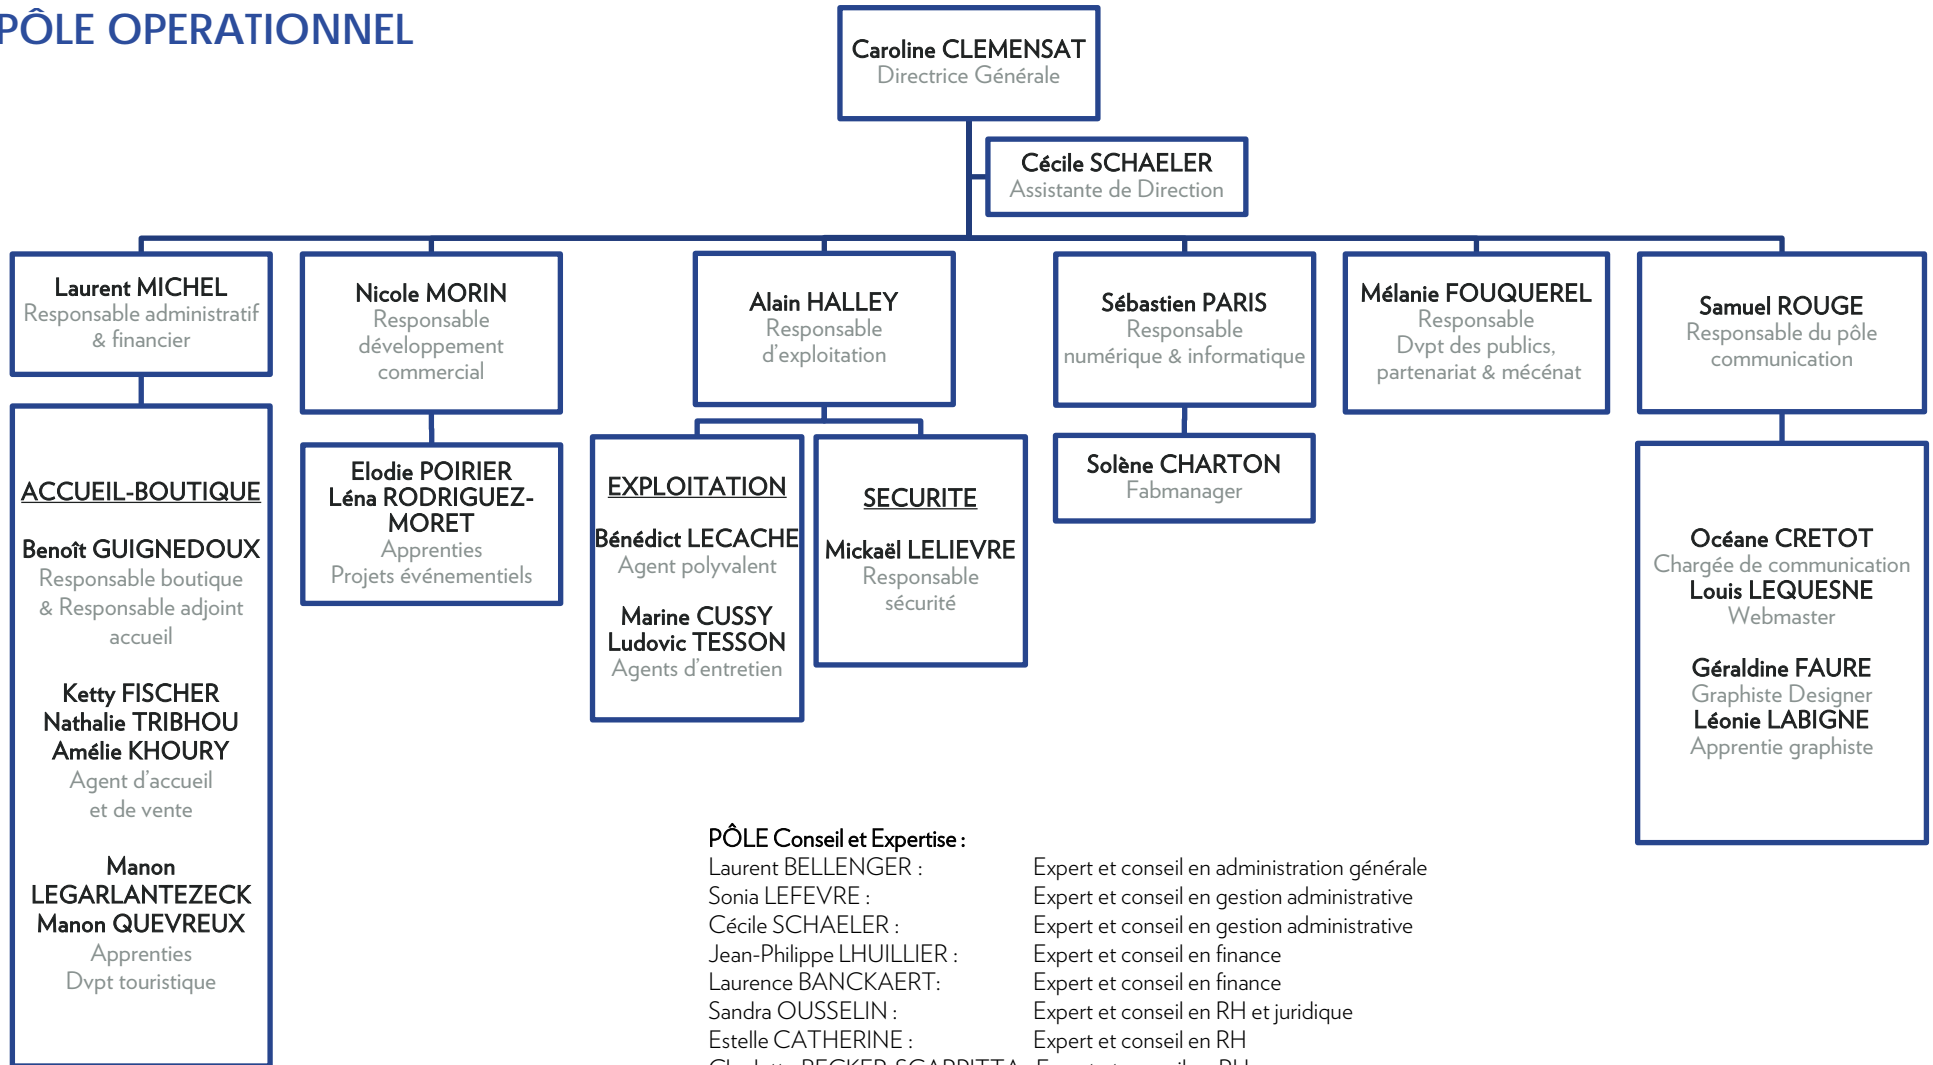 PÔLE OPERATIONNEL
Caroline CLEMENSAT
Directrice Générale
Cécile SCHAELER
Assistante de Direction
Laurent MICHEL
Responsable administratif
& financier
Nicole MORIN
Responsable
développement
commercial
Alain HALLEY
Responsable
d'exploitation
Sébastien PARIS
Responsable
numérique & informatique
Mélanie FOUQUEREL
Responsable
Dvpt des publics,
partenariat & mécénat
Samuel ROUGE
Responsable du pôle
communication
ACCUEIL-BOUTIQUE
Benoît GUIGNEDOUX
Responsable boutique
& Responsable adjoint
accueil
Ketty FISCHER
Nathalie TRIBHOU
Amélie KHOURY
Agent d'accueil
et de vente
Manon
LEGARLANTEZECK
Manon QUEVREUX
Apprenties
Dvpt touristique
Elodie POIRIER
Léna RODRIGUEZ-
MORET
Apprenties
Projets événementiels
EXPLOITATION
Bénédict LECACHE
Agent polyvalent
Marine CUSSY
Ludovic TESSON
Agents d'entretien
SECURITE
Mickaël LELIEVRE
Responsable
sécurité
Solène CHARTON
Fabmanager
Océane CRETOT
Chargée de communication
Louis LEQUESNE
Webmaster
Géraldine FAURE
Graphiste Designer
Léonie LABIGNE
Apprentie graphiste
PÔLE Conseil et Expertise :
Laurent BELLENGER : Expert et conseil en administration générale
Sonia LEFEVRE : Expert et conseil en gestion administrative
Cécile SCHAELER : Expert et conseil en gestion administrative
Jean-Philippe LHUILLIER : Expert et conseil en finance
Laurence BANCKAERT: Expert et conseil en finance
Sandra OUSSELIN : Expert et conseil en RH et juridique
Estelle CATHERINE : Expert et conseil en RH